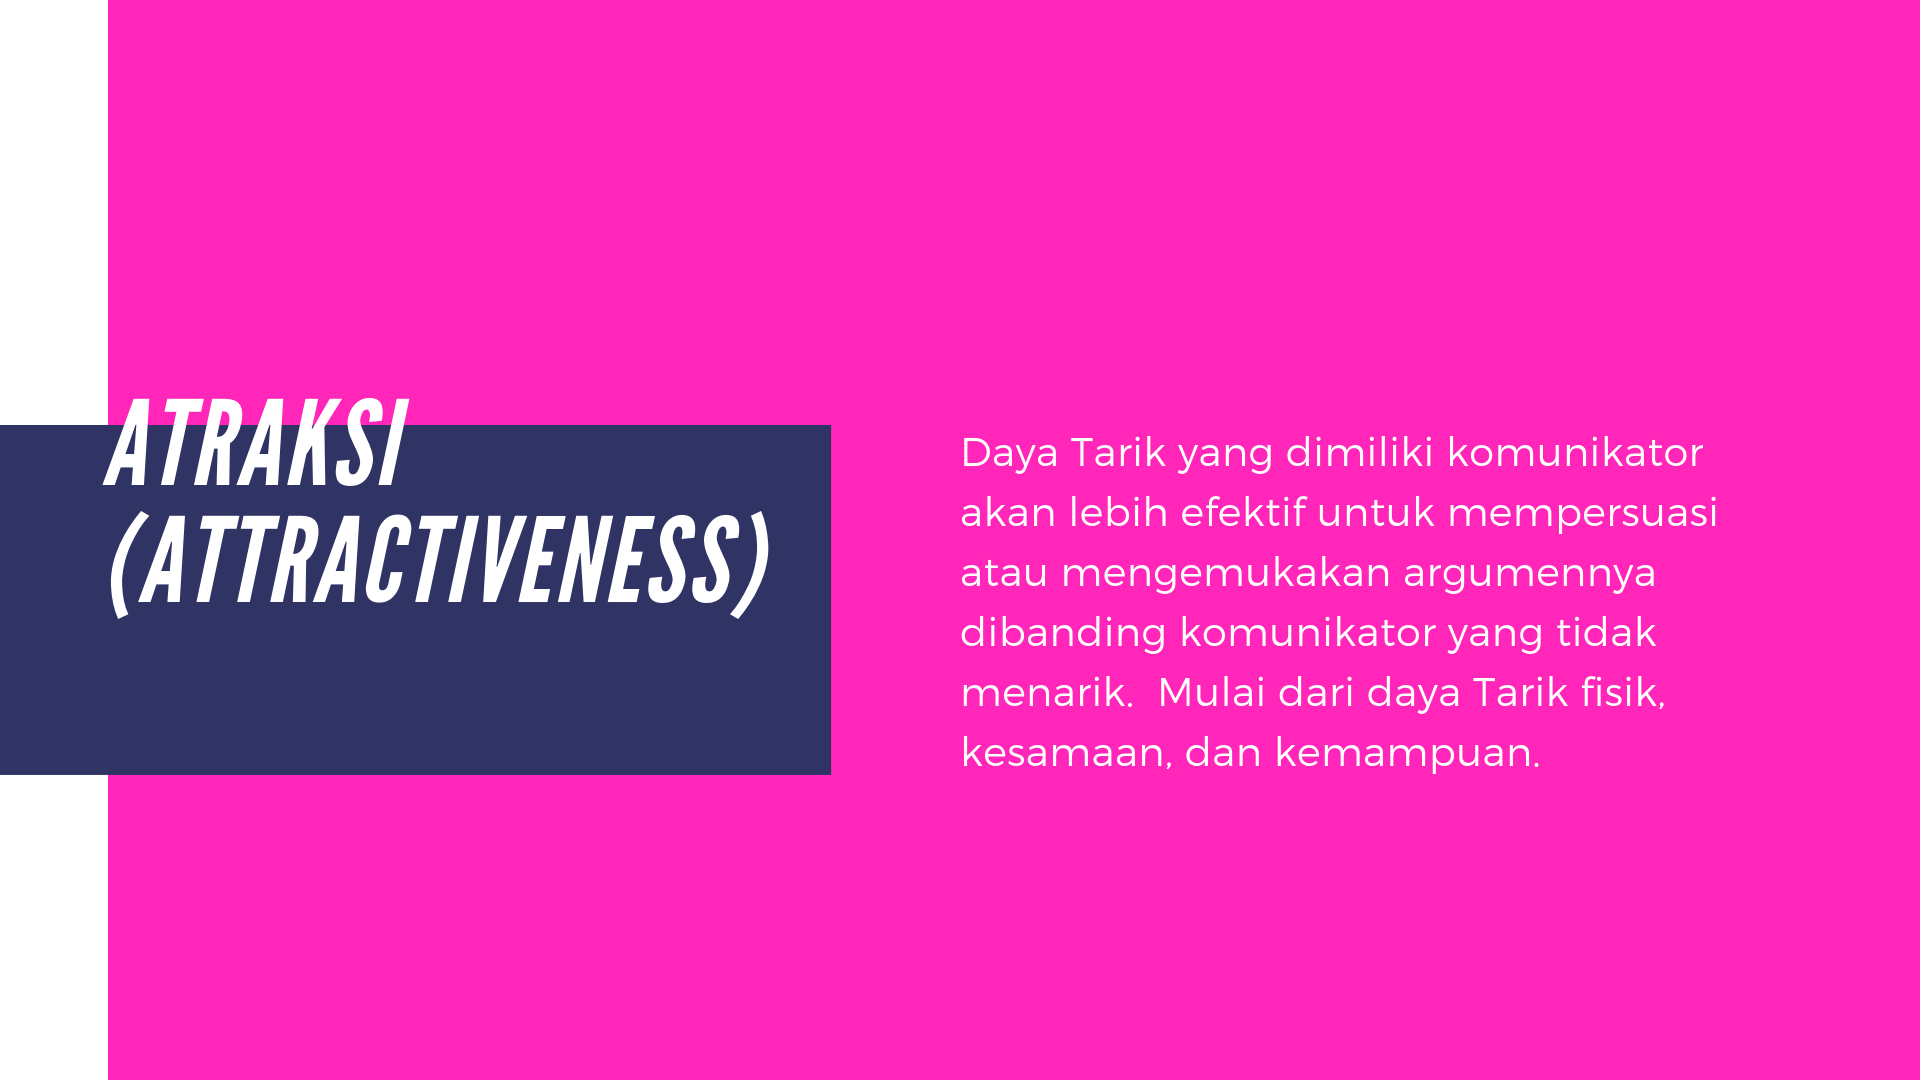 ATRAKSI
(ATTRACTIVENESS)
Daya Tarik yang dimiliki komunikator
akan lebih efektif untuk mempersuasi
atau mengemukakan argumennya
dibanding komunikator yang tidak
menarik.  Mulai dari daya Tarik fisik,
kesamaan, dan kemampuan.